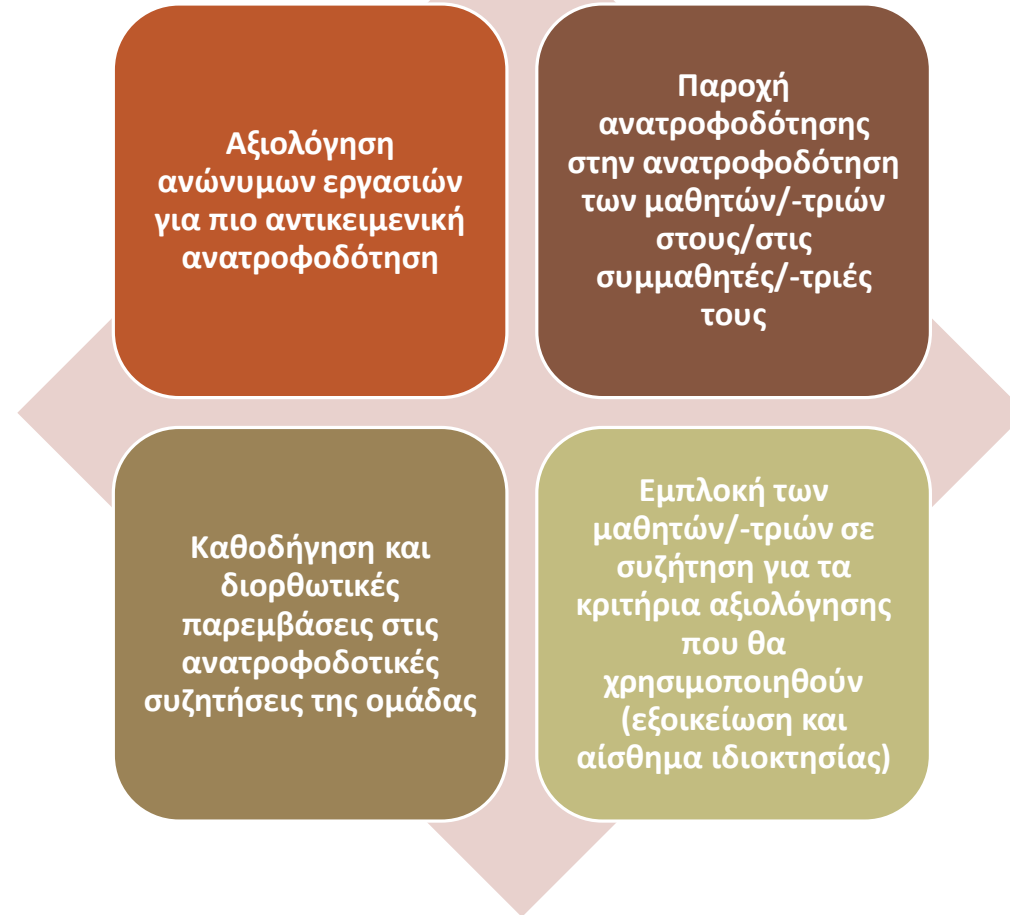 Αξιολόγηση
ανώνυμων εργασιών
για πιο αντικειμενική
ανατροφοδότηση
Παροχή
ανατροφοδότησης
στην ανατροφοδότηση
των μαθητών/-τριών
στους/στις
συμμαθητές/-τριές
τους
Καθοδήγηση και
διορθωτικές
παρεμβάσεις στις
ανατροφοδοτικές
συζητήσεις της ομάδας
Εμπλοκή των
μαθητών/-τριών σε
συζήτηση για τα
κριτήρια αξιολόγησης
που θα
χρησιμοποιηθούν
(εξοικείωση και
αίσθημα ιδιοκτησίας)